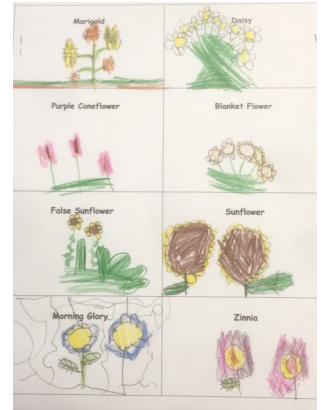 Marigold
Daisy
Purple Coneflower
Blanket Flower
False Sunflower
Sunflower
Morning Glory
Zinnia